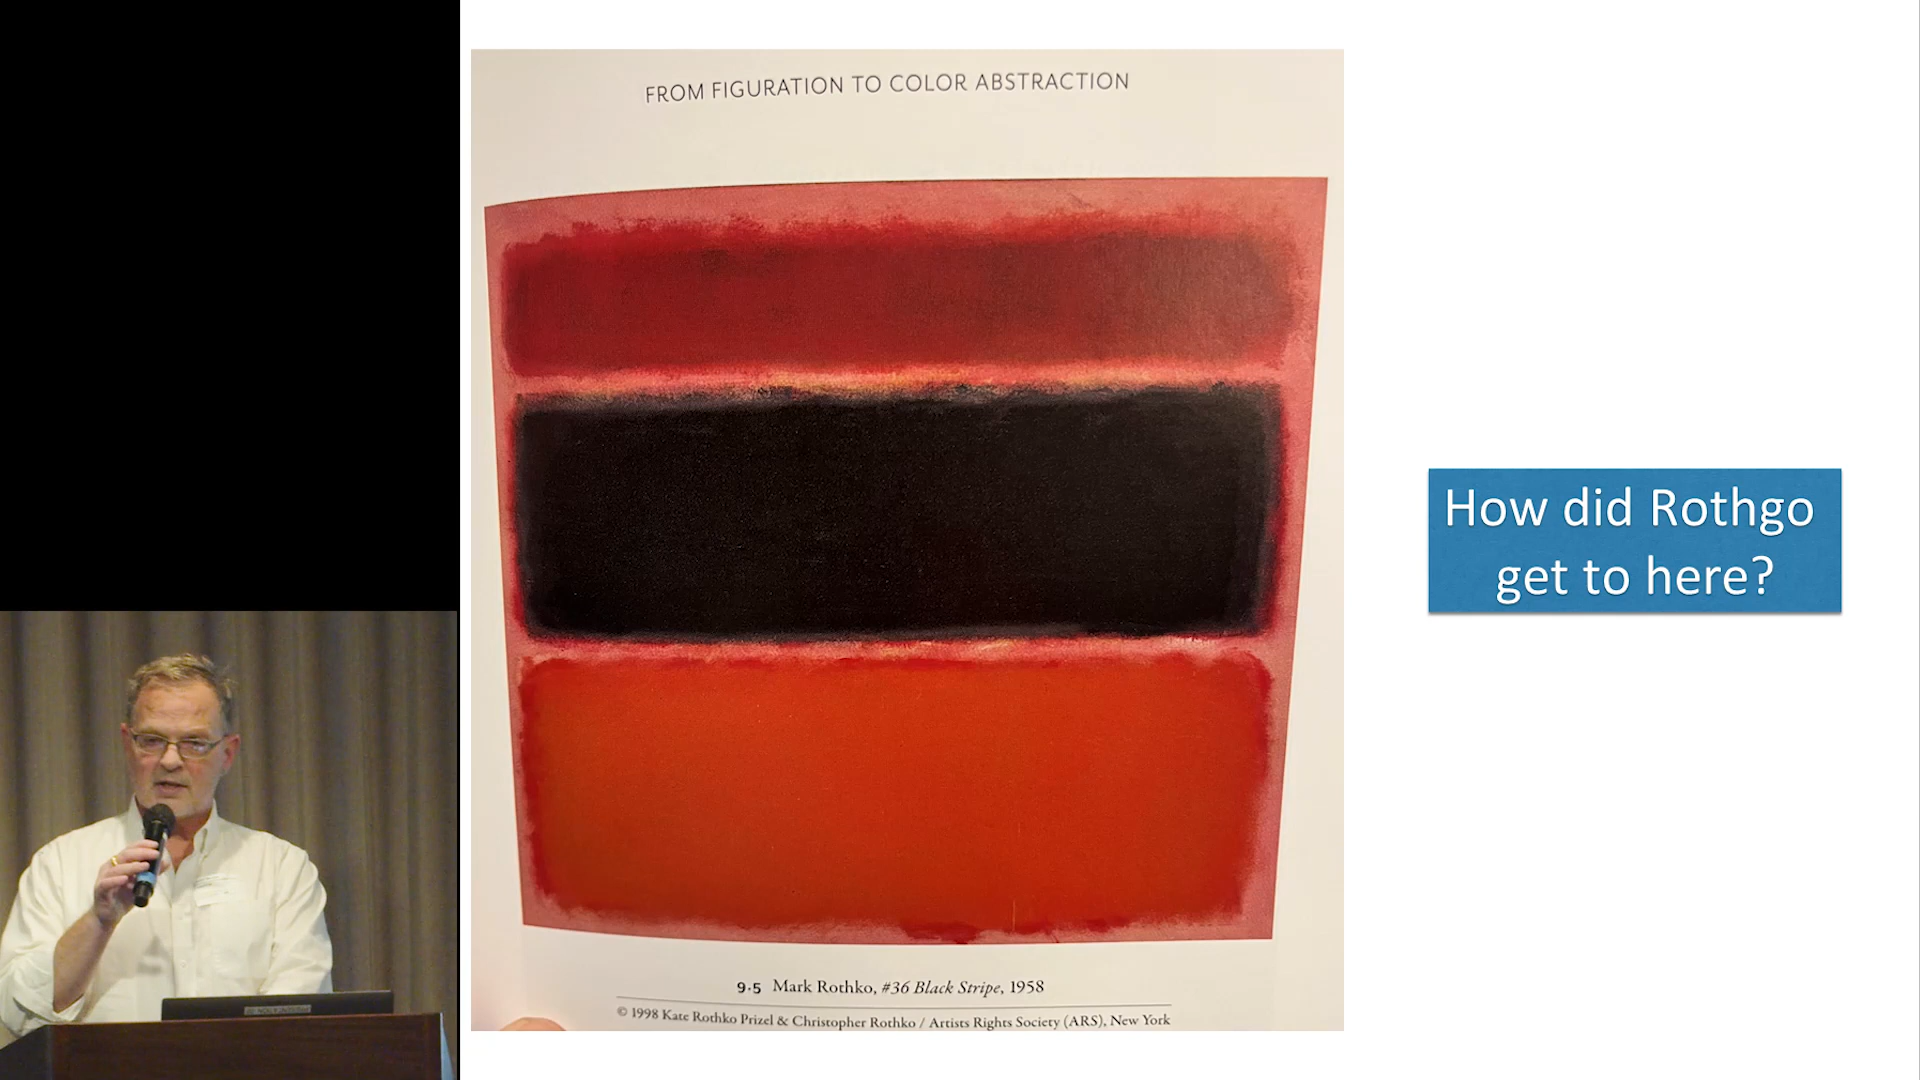 FROM FIGURATION TO COLOR ABSTRACTION
9.5 Mark Rothko, #36 Black Stripe, 1958
© 1998 Kate Rothko Prizel & Christopher Rothko / Artists Rights Society (ARS), New York
How did Rothgo
get to here?